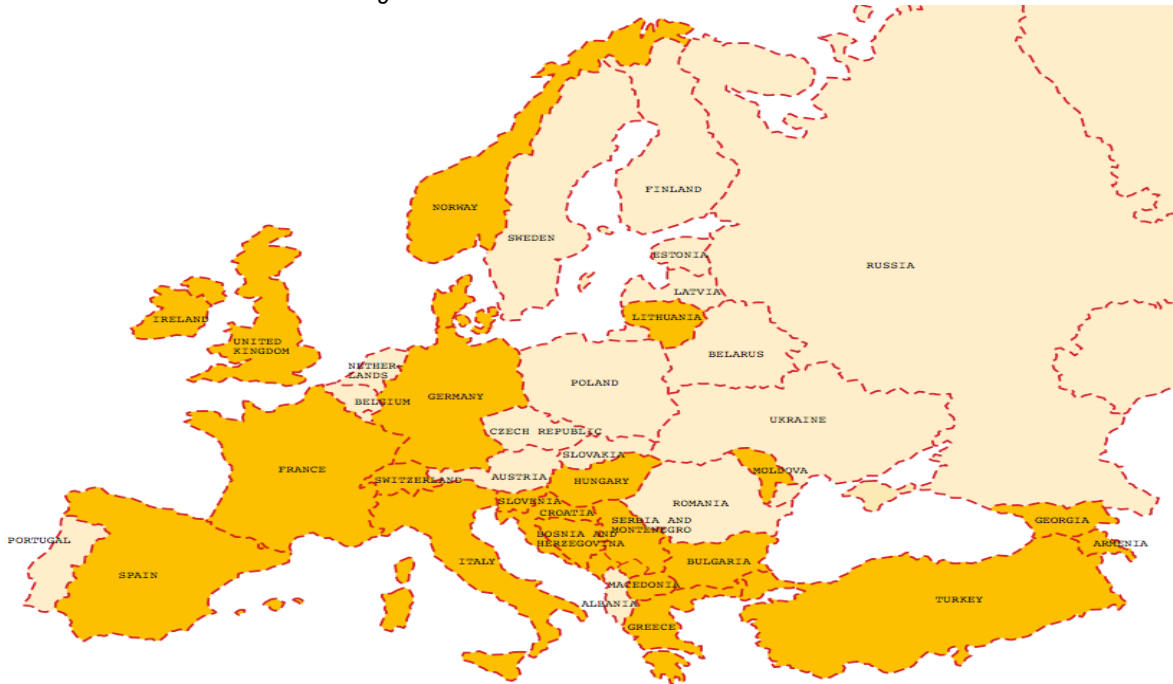 NORWAY
FINLAND
SWEDEN
ESTONIA
RUSSIA
LATVIA
IRELAND
LITHUANIA
UNITED
KINGDOM
BELARUS
NETHER-
LANDS
POLAND
BELGIUM
GERMANY
UKRAINE
CZECH REPUBLIC
SLOVAKIA
FRANCE
MOLDOVA
AUSTRIA
SWITZERLAND
HUNGARY
SLOVENIA
ROMANIA
CROATIA
SERBIA AND
MONTENEGRO
GEORGIA
BOSNIA AND
HERZEGOVINA
PORTUGAL
ARMENIA
ITALY
BULGARIA
SPAIN
MACEDONIA
ALBANIA
TURKEY
GREECE